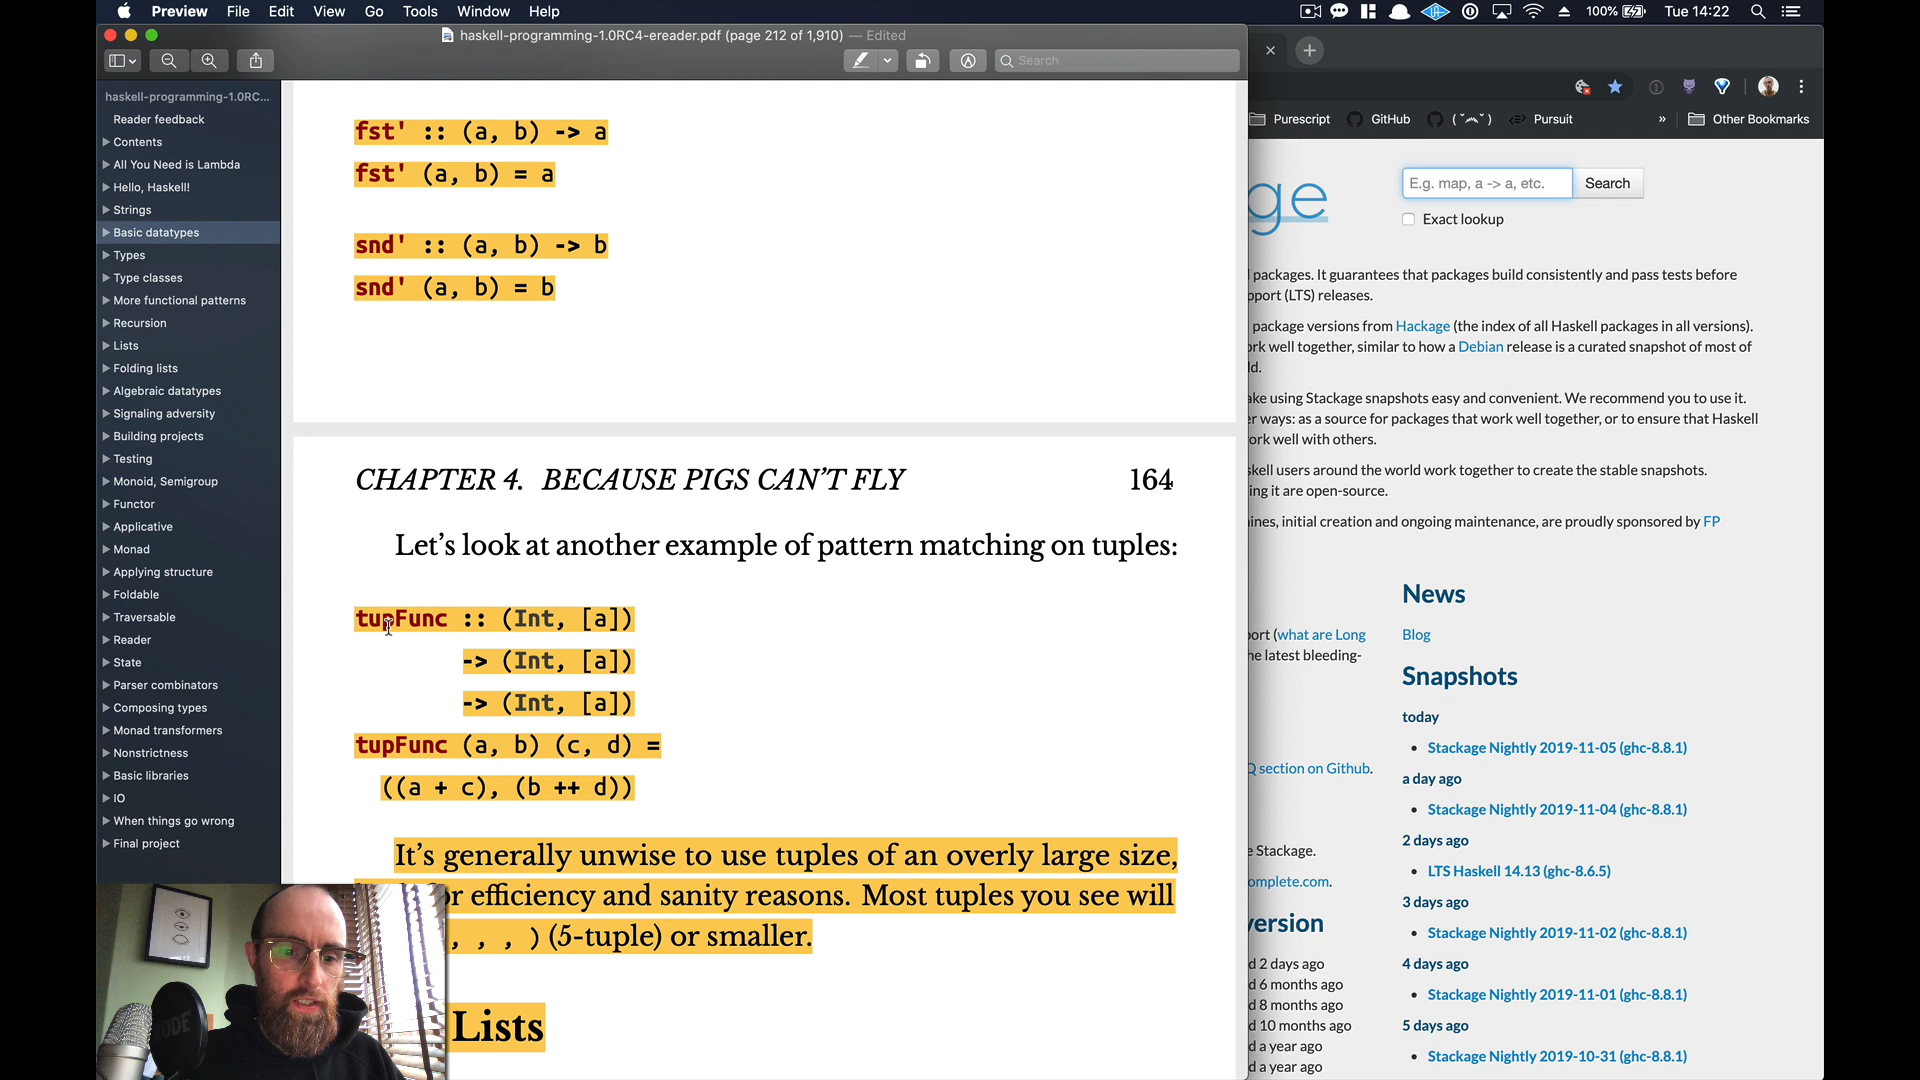 Preview File Edit View Go Tools Window Help
100% Tue 14:22
haskell-programming-1.0RC4-ereader.pdf (page 212 of 1,910) — Edited
Search
haskell-programming-1.0RC...
Reader feedback
Contents
All You Need is Lambda
Hello, Haskell!
Strings
Basic datatypes
Types
Type classes
More functional patterns
Recursion
Lists
Folding lists
Algebraic datatypes
Signaling adversity
Building projects
Testing
Monoid, Semigroup
Functor
Applicative
Monad
Applying structure
Foldable
Traversable
Reader
State
Parser combinators
Composing types
Monad transformers
Nonstrictness
Basic libraries
IO
When things go wrong
Final project
fst' :: (a, b) -> a
fst' (a, b) = a
snd' :: (a, b) -> b
snd' (a, b) = b
CHAPTER 4. BECAUSE PIGS CAN'T FLY 164
Let's look at another example of pattern matching on tuples:
tupFunc :: (Int, [a])
-> (Int, [a])
-> (Int, [a])
tupFunc (a, b) (c, d) =
((a + c), (b ++ d))
It's generally unwise to use tuples of an overly large size,
efficiency and sanity reasons. Most tuples you see will
, , , ) (5-tuple) or smaller.
Lists
Purescript GitHub Pursuit » Other Bookmarks
ge
E.g. map, a -> a, etc. Search
Exact lookup
packages. It guarantees that packages build consistently and pass tests before
(LTS) releases.
package versions from Hackage (the index of all Haskell packages in all versions).
work well together, similar to how a Debian release is a curated snapshot of most of
using Stackage snapshots easy and convenient. We recommend you to use it.
ways: as a source for packages that work well together, or to ensure that Haskell
work well with others.
users around the world work together to create the stable snapshots.
it are open-source.
initial creation and ongoing maintenance, are proudly sponsored by FP
(what are Long
the latest bleeding-
section on Github.
Stackage.
News
Blog
Snapshots
today
• Stackage Nightly 2019-11-05 (ghc-8.8.1)
a day ago
• Stackage Nightly 2019-11-04 (ghc-8.8.1)
2 days ago
• LTS Haskell 14.13 (ghc-8.6.5)
3 days ago
• Stackage Nightly 2019-11-02 (ghc-8.8.1)
4 days ago
• Stackage Nightly 2019-11-01 (ghc-8.8.1)
5 days ago
• Stackage Nightly 2019-10-31 (ghc-8.8.1)
version
2 days ago
6 months ago
8 months ago
10 months ago
a year ago
a year ago